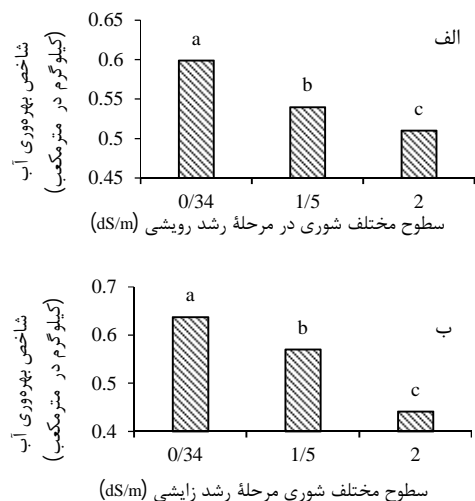 الف
شاخص بهره‌وری آب
(کیلوگرم در مترمکعب)
0.65
0.6
0.55
0.5
0.45
a
b
c
0/34
1/5
2
سطوح مختلف شوری در مرحلهٔ رشد رویشی (dS/m)
ب
شاخص بهره‌وری آب
(کیلوگرم در مترمکعب)
0.7
0.6
0.5
0.4
a
b
c
0/34
1/5
2
سطوح مختلف شوری مرحلهٔ رشد زایشی (dS/m)